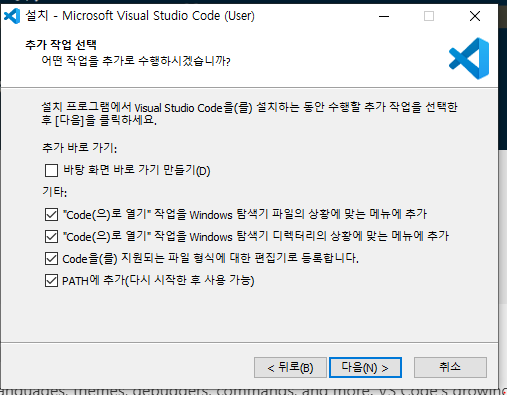 설치 - Microsoft Visual Studio Code (User)
추가 작업 선택
어떤 작업을 추가로 수행하시겠습니까?
설치 프로그램에서 Visual Studio Code을(를) 설치하는 동안 수행할 추가 작업을 선택한
후 [다음]을 클릭하세요.
추가 바로 가기:
바탕 화면 바로 가기 만들기(D)
기타:
"Code(으)로 열기" 작업을 Windows 탐색기 파일의 상황에 맞는 메뉴에 추가
"Code(으)로 열기" 작업을 Windows 탐색기 디렉터리의 상황에 맞는 메뉴에 추가
Code을(를) 지원되는 파일 형식에 대한 편집기로 등록합니다.
PATH에 추가(다시 시작한 후 사용 가능)
< 뒤로(B)
다음(N) >
취소
languages, themes, debuggers, commands, and more. VS Code's growing